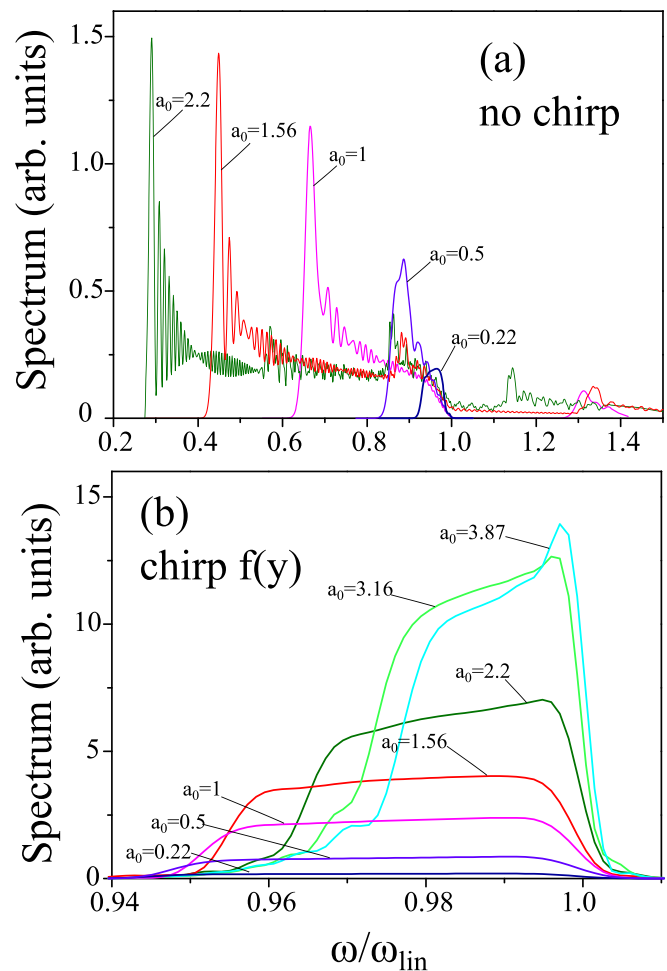 Spectrum (arb. units)
1.5
1.0
0.5
0
(a)
no chirp
a₀=2.2
a₀=1.56
a₀=1
a₀=0.5
a₀=0.22
0.2 0.4 0.6 0.8 1.0 1.2 1.4
Spectrum (arb. units)
15
10
5
0
(b)
chirp f(y)
a₀=3.87
a₀=3.16
a₀=2.2
a₀=1.56
a₀=1
a₀=0.5
a₀=0.22
0.94 0.96 0.98 1.0
ω/ωlin